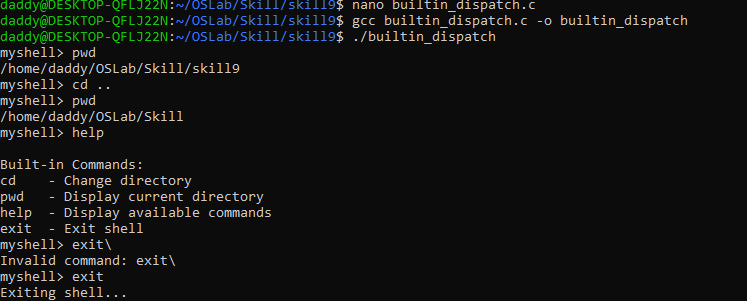 daddy@DESKTOP-QFLJ22N:~/OSLab/Skill/skill9$ nano builtin_dispatch.c
daddy@DESKTOP-QFLJ22N:~/OSLab/Skill/skill9$ gcc builtin_dispatch.c -o builtin_dispatch
daddy@DESKTOP-QFLJ22N:~/OSLab/Skill/skill9$ ./builtin_dispatch
myshell> pwd
/home/daddy/OSLab/Skill/skill9
myshell> cd ..
myshell> pwd
/home/daddy/OSLab/Skill
myshell> help

Built-in Commands:
cd    - Change directory
pwd   - Display current directory
help  - Display available commands
exit  - Exit shell
myshell> exit\
Invalid command: exit\
myshell> exit
Exiting shell...